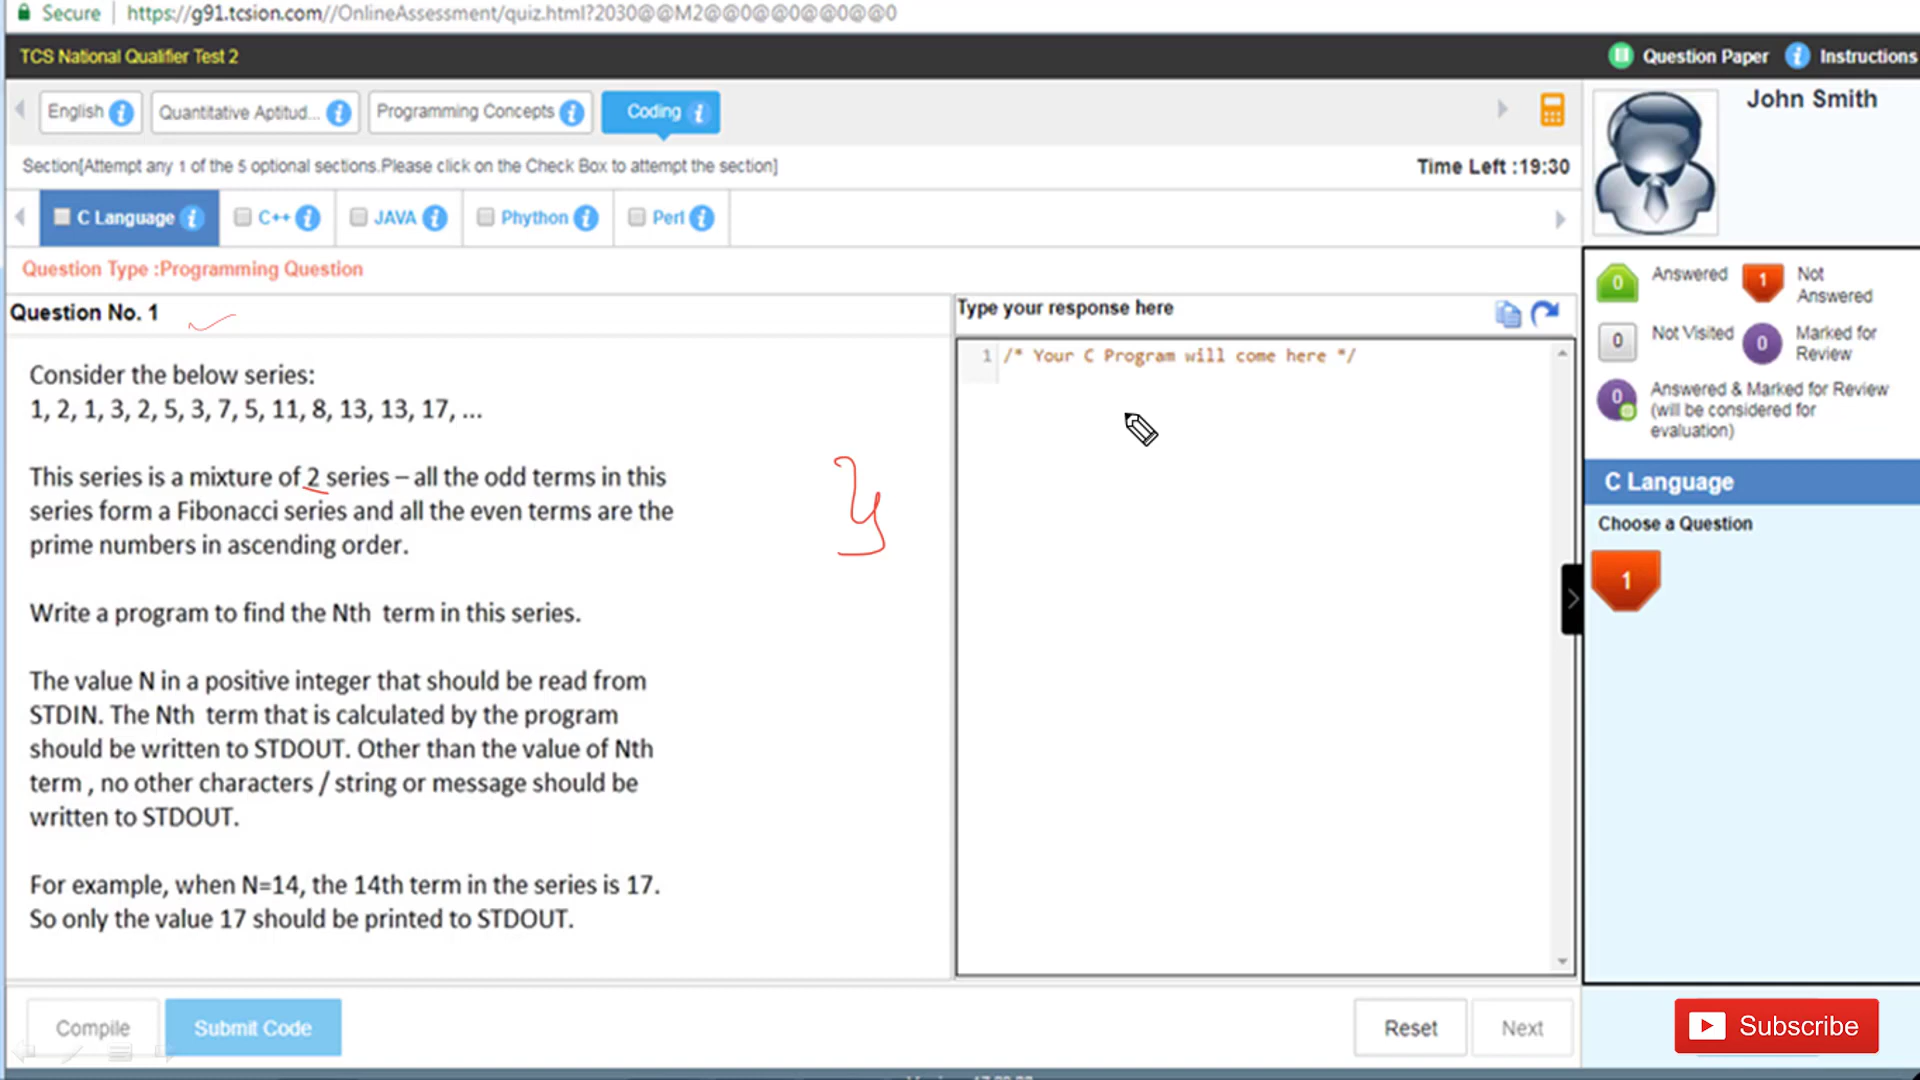 Secure | https://g91.tcsion.com//OnlineAssessment/quiz.html?2030@@M2@@0@@0@@0@@0
TCS National Qualifier Test 2
Question Paper
Instructions
English
Quantitative Aptitud...
Programming Concepts
Coding
John Smith
Section[Attempt any 1 of the 5 optional sections.Please click on the Check Box to attempt the section]
Time Left :19:30
C Language
C++
JAVA
Phython
Perl
Question Type :Programming Question
Question No. 1
Consider the below series:
1, 2, 1, 3, 2, 5, 3, 7, 5, 11, 8, 13, 13, 17, ...
This series is a mixture of 2 series – all the odd terms in this
series form a Fibonacci series and all the even terms are the
prime numbers in ascending order.
Write a program to find the Nth term in this series.
The value N in a positive integer that should be read from
STDIN. The Nth term that is calculated by the program
should be written to STDOUT. Other than the value of Nth
term , no other characters / string or message should be
written to STDOUT.
For example, when N=14, the 14th term in the series is 17.
So only the value 17 should be printed to STDOUT.
Type your response here
1 /* Your C Program will come here */
0 Answered
1 Not
Answered
0 Not Visited
0 Marked for
Review
0 Answered & Marked for Review
(will be considered for
evaluation)
C Language
Choose a Question
1
Compile
Submit Code
Reset
Next
Subscribe